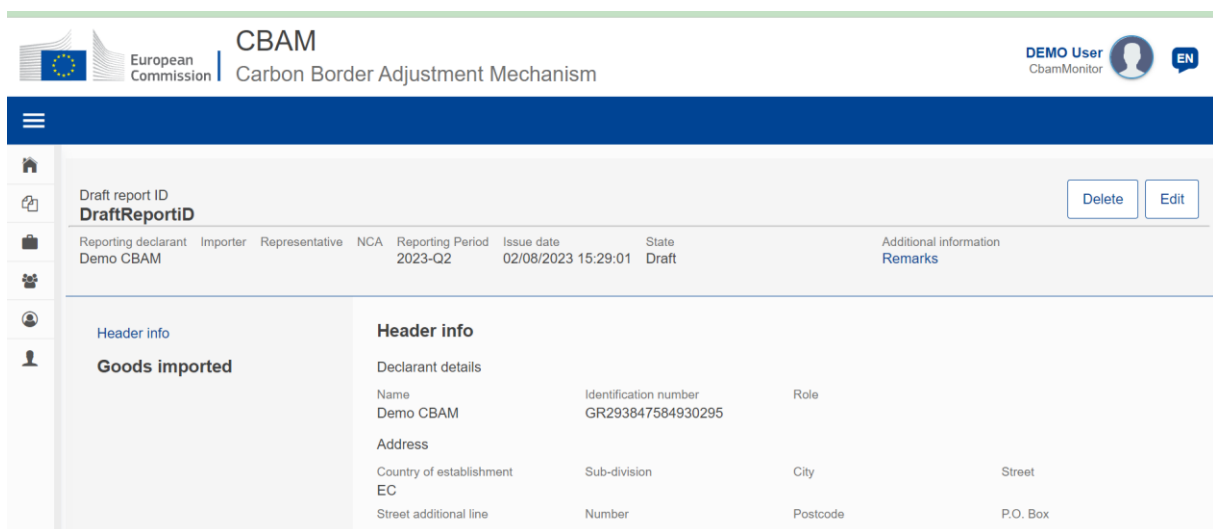 European
Commission
CBAM
Carbon Border Adjustment Mechanism
DEMO User
CbamMonitor
EN
Draft report ID
DraftReportiD
Delete
Edit
Reporting declarant Importer Representative NCA Reporting Period Issue date State Additional information
Demo CBAM 2023-Q2 02/08/2023 15:29:01 Draft Remarks
Header info
Goods imported
Header info
Declarant details
Name Identification number Role
Demo CBAM GR293847584930295
Address
Country of establishment Sub-division City Street
EC
Street additional line Number Postcode P.O. Box